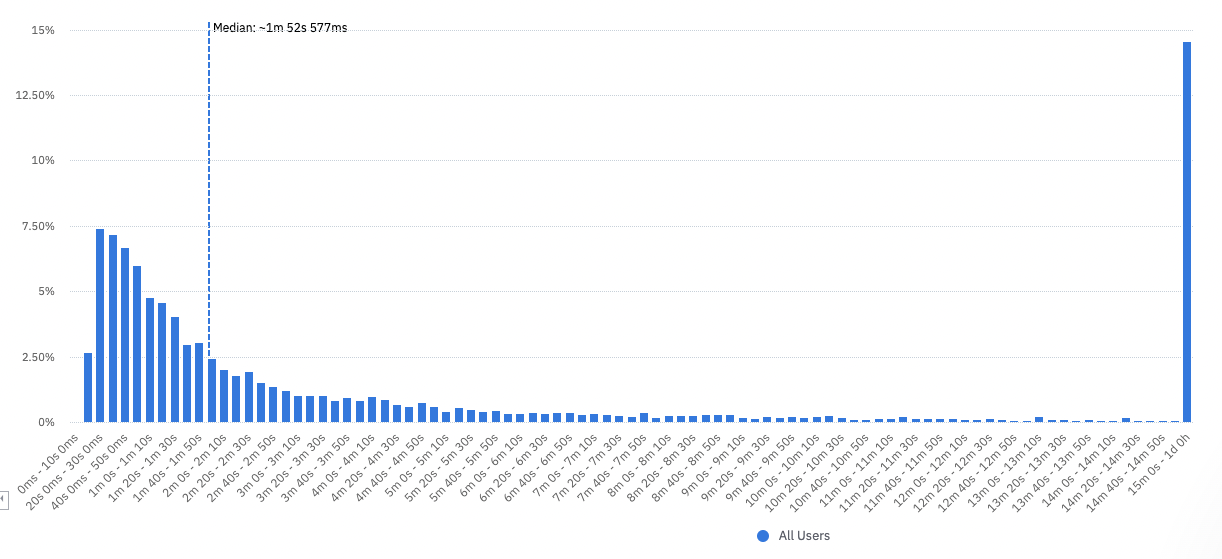 Median: ~1m 52s 577ms
15%
12.50%
10%
7.50%
5%
2.50%
0%
0ms - 10s 0ms
20s 0ms - 30s 0ms
40s 0ms - 50s 0ms
1m 0s - 1m 10s
1m 20s - 1m 30s
1m 40s - 1m 50s
2m 0s - 2m 10s
2m 20s - 2m 30s
2m 40s - 2m 50s
3m 0s - 3m 10s
3m 20s - 3m 30s
3m 40s - 3m 50s
4m 0s - 4m 10s
4m 20s - 4m 30s
4m 40s - 4m 50s
5m 0s - 5m 10s
5m 20s - 5m 30s
5m 40s - 5m 50s
6m 0s - 6m 10s
6m 20s - 6m 30s
6m 40s - 6m 50s
7m 0s - 7m 10s
7m 20s - 7m 30s
7m 40s - 7m 50s
8m 0s - 8m 10s
8m 20s - 8m 30s
8m 40s - 8m 50s
9m 0s - 9m 10s
9m 20s - 9m 30s
9m 40s - 9m 50s
10m 0s - 10m 10s
10m 20s - 10m 30s
10m 40s - 10m 50s
11m 0s - 11m 10s
11m 20s - 11m 30s
11m 40s - 11m 50s
12m 0s - 12m 10s
12m 20s - 12m 30s
12m 40s - 12m 50s
13m 0s - 13m 10s
13m 20s - 13m 30s
13m 40s - 13m 50s
14m 0s - 14m 10s
14m 20s - 14m 30s
14m 40s - 14m 50s
15m 0s - 1d 0h
All Users